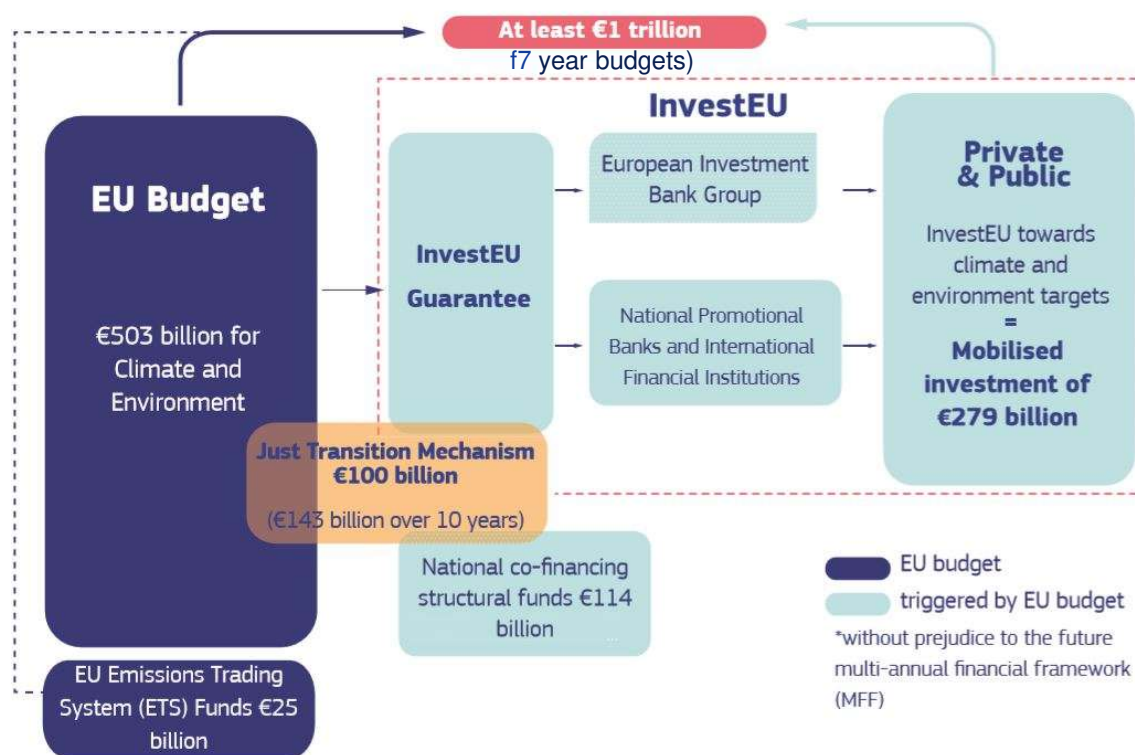 At least €1 trillion
f7 year budgets)
EU Budget
€503 billion for
Climate and
Environment
InvestEU
InvestEU
Guarantee
European Investment
Bank Group
National Promotional
Banks and International
Financial Institutions
Private
& Public
InvestEU towards
climate and
environment targets
=
Mobilised
investment of
€279 billion
Just Transition Mechanism
€100 billion
(€143 billion over 10 years)
National co-financing
structural funds €114
billion
EU Emissions Trading
System (ETS) Funds €25
billion
EU budget
triggered by EU budget
*without prejudice to the future
multi-annual financial framework
(MFF)